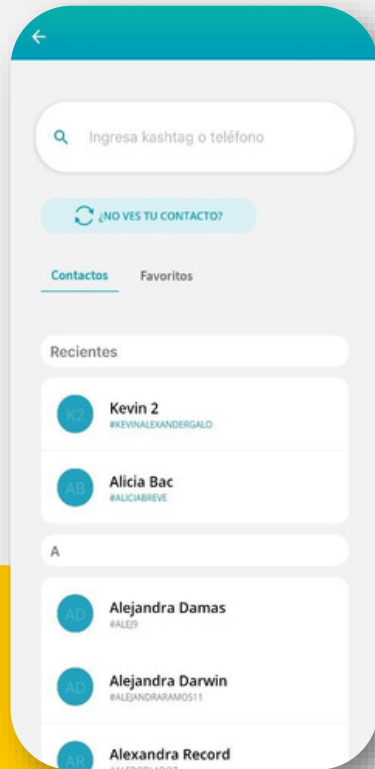 Ingresa kashtag o teléfono
¿NO VES TU CONTACTO?
Contactos Favoritos
Recientes
K2
Kevin 2
#KEVINALEXANDERGALO
AB
Alicia Bac
#ALICIABREVE
A
AD
Alejandra Damas
#ALEJ9
AD
Alejandra Darwin
#ALEJANDRARAMOS11
AR
Alexandra Record